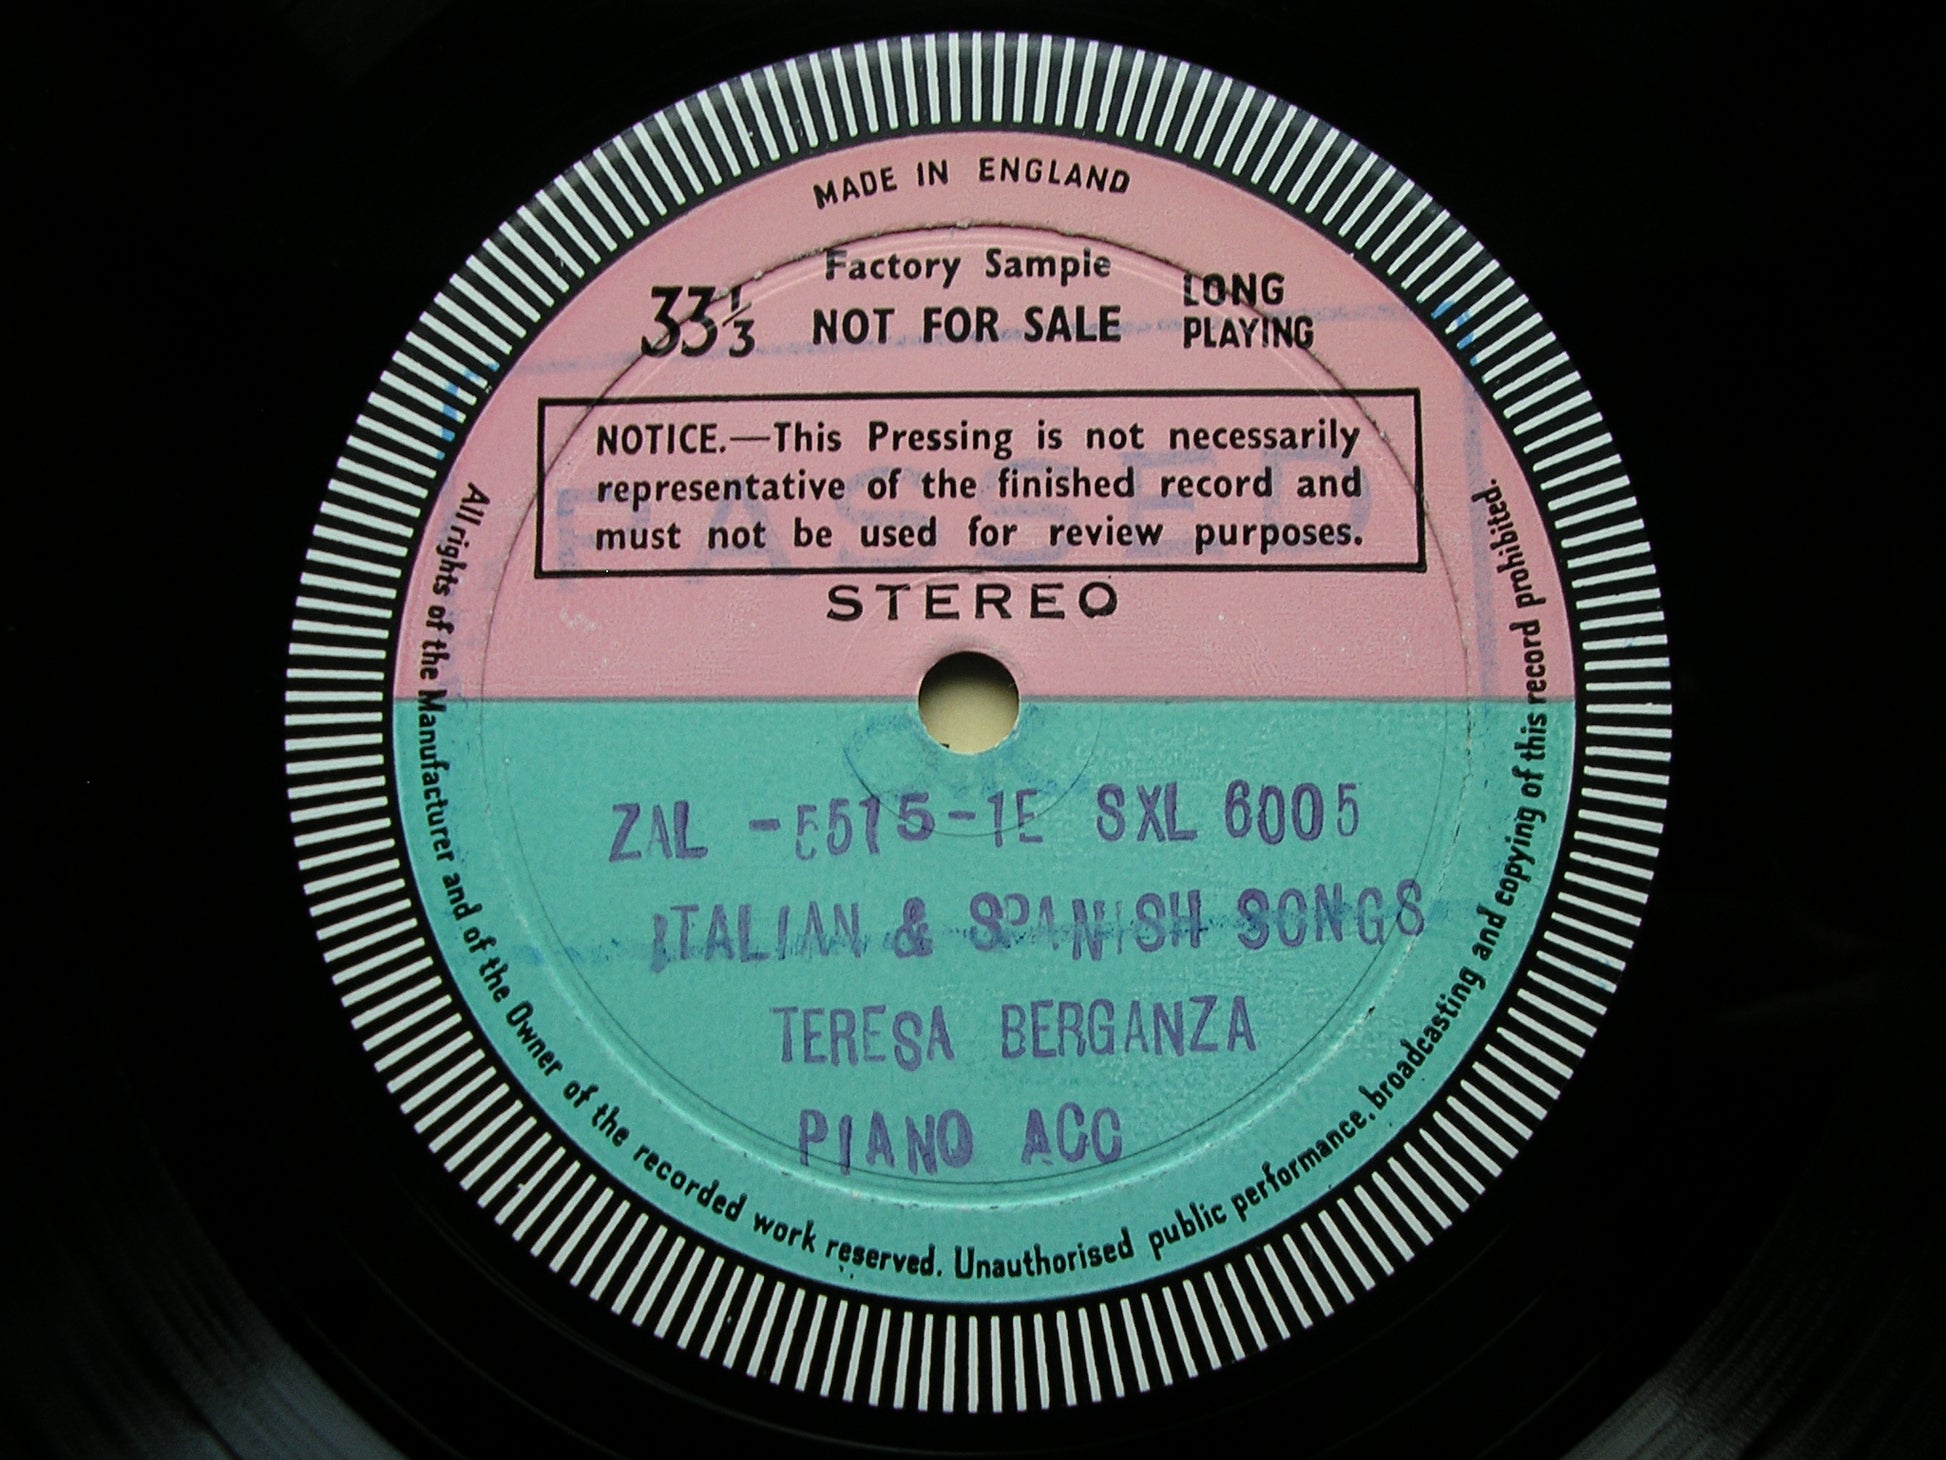 MADE IN ENGLAND
Factory Sample
33⅓ NOT FOR SALE LONG PLAYING
NOTICE.—This Pressing is not necessarily
representative of the finished record and
must not be used for review purposes.
PASSED
STEREO
OK
ZAL -5515-1E SXL 6005
ITALIAN & SPANISH SONGS
TERESA BERGANZA
PIANO ACC
All rights of the Manufacturer and of the Owner of the recorded work reserved. Unauthorised public performance, broadcasting and copying of this record prohibited.